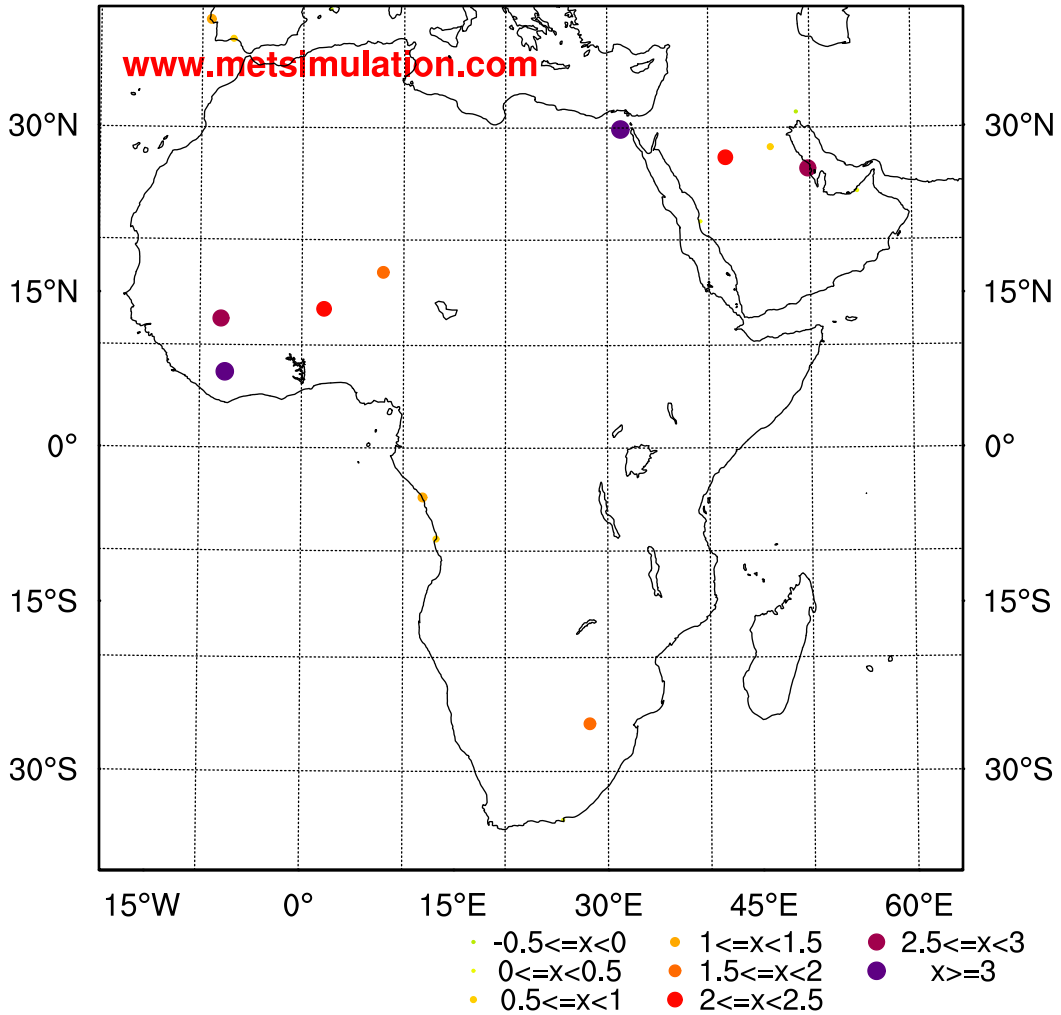 www.metsimulation.com
30°N 30°N
15°N 15°N
0° 0°
15°S 15°S
30°S 30°S
15°W 0° 15°E 30°E 45°E 60°E
-0.5<=x<0 1<=x<1.5 2.5<=x<3
0<=x<0.5 1.5<=x<2 x>=3
0.5<=x<1 2<=x<2.5